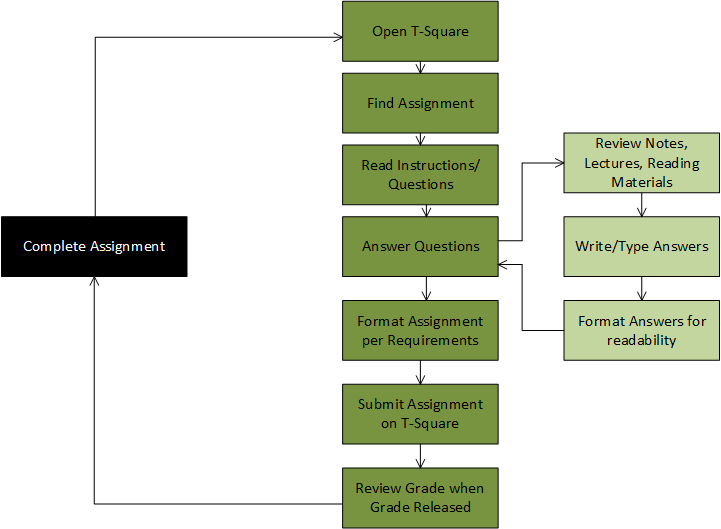 Open T-Square
Find Assignment
Read Instructions/
Questions
Review Notes,
Lectures, Reading
Materials
Complete Assignment
Answer Questions
Write/Type Answers
Format Assignment
per Requirements
Format Answers for
readability
Submit Assignment
on T-Square
Review Grade when
Grade Released